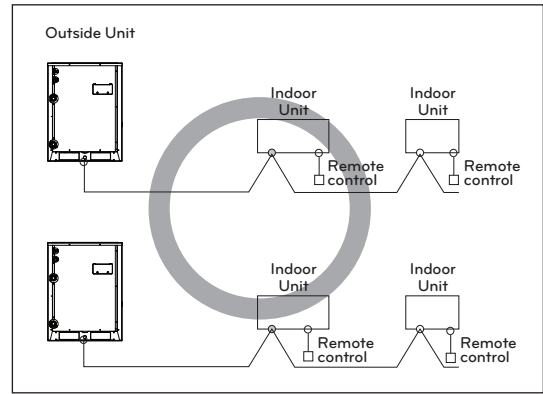 Outside Unit
Indoor
Unit
Indoor
Unit
Remote
control
Remote
control
Indoor
Unit
Indoor
Unit
Remote
control
Remote
control